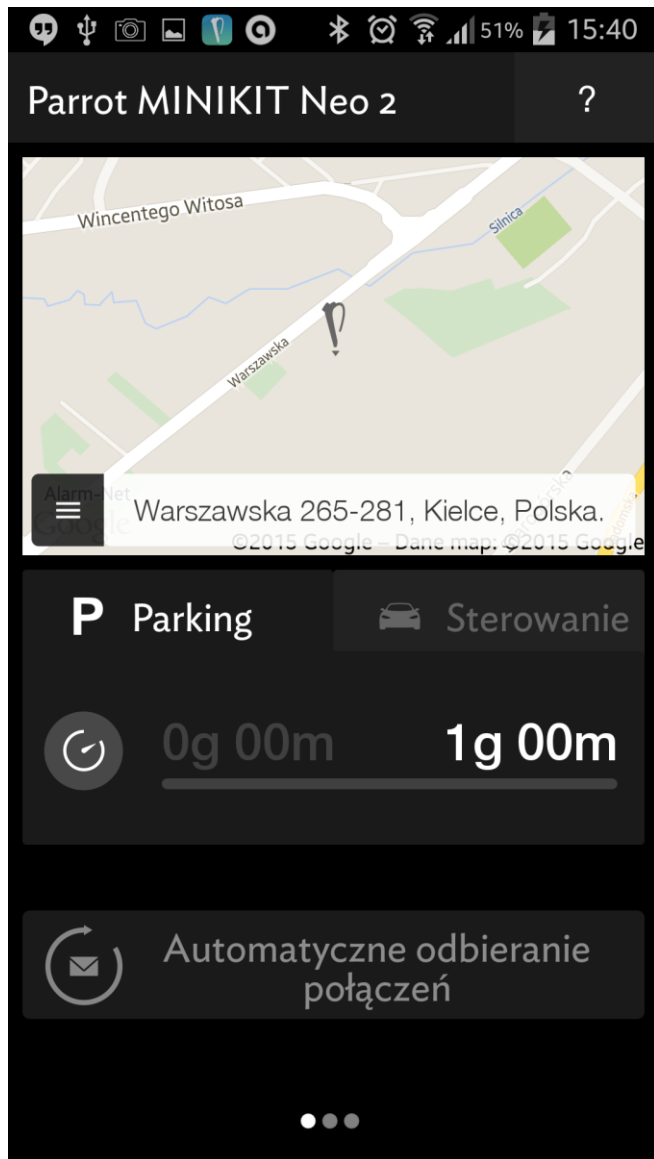 51% 15:40
Parrot MINIKIT Neo 2 ?
Wincentego Witosa
Silnica
Warszawska
Alarm-Net
Google
Warszawska 265-281, Kielce, Polska.
©2015 Google – Dane map: ©2015 Google
P Parking Sterowanie
0g 00m 1g 00m
Automatyczne odbieranie
połączeń